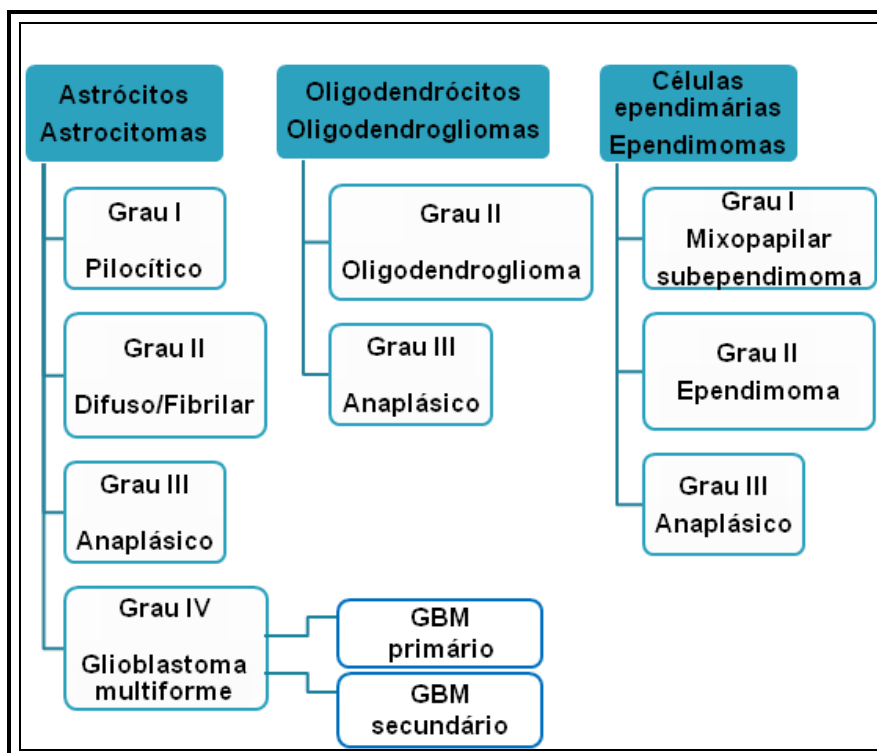 Astrócitos
Astrocitomas
Grau I
Pilocítico
Grau II
Difuso/Fibrilar
Grau III
Anaplásico
Grau IV
Glioblastoma
multiforme
GBM
primário
GBM
secundário
Oligodendrócitos
Oligodendrogliomas
Grau II
Oligodendroglioma
Grau III
Anaplásico
Células
ependimárias
Ependimomas
Grau I
Mixopapilar
subependimoma
Grau II
Ependimoma
Grau III
Anaplásico